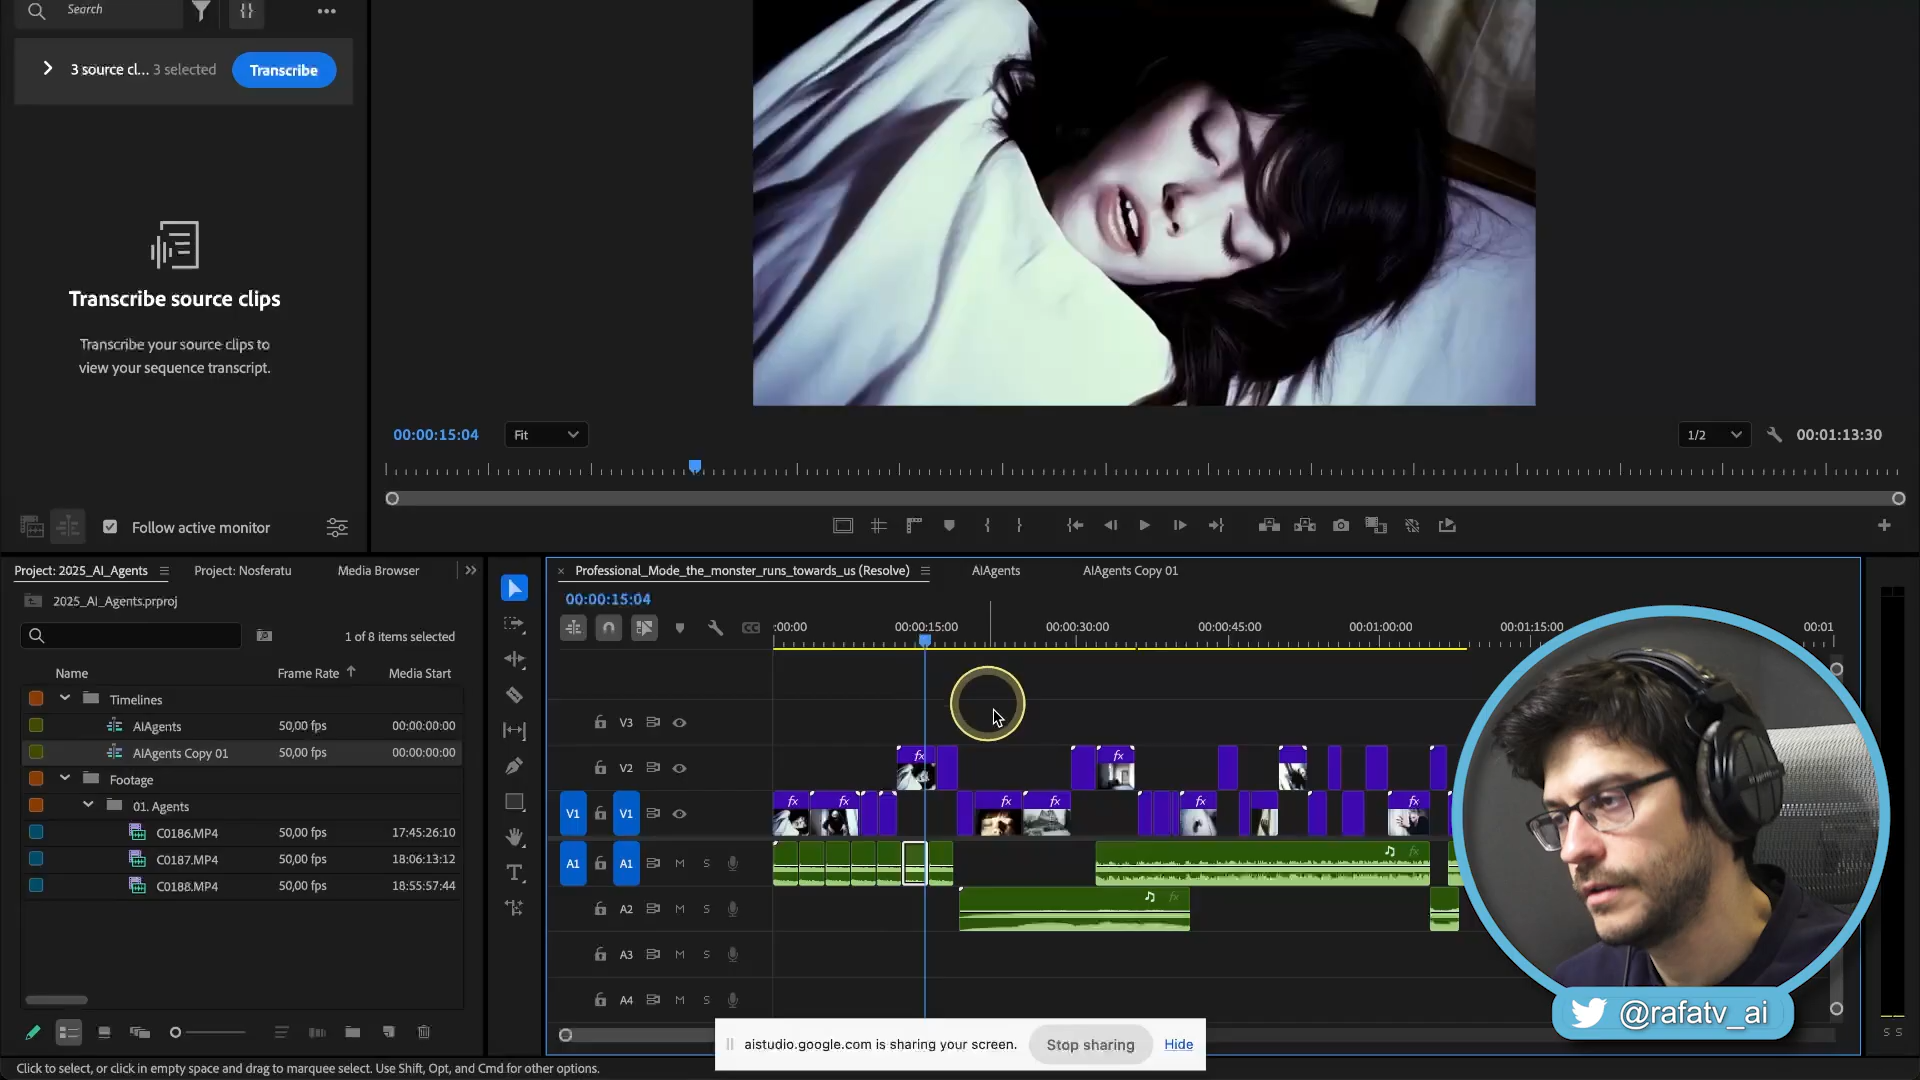 Search
3 source cl... 3 selected
Transcribe
Transcribe source clips
Transcribe your source clips to
view your sequence transcript.
Follow active monitor
00:00:15:04
Fit
1/2
00:01:13:30
Project: 2025_AI_Agents
Project: Nosferatu
Media Browser
2025_AI_Agents.prproj
1 of 8 items selected
Name
Frame Rate
Media Start
Timelines
AIAgents
50,00 fps
00:00:00:00
AIAgents Copy 01
50,00 fps
00:00:00:00
Footage
01. Agents
C0186.MP4
50,00 fps
17:45:26:10
C0187.MP4
50,00 fps
18:06:13:12
C0188.MP4
50,00 fps
18:55:57:44
Professional_Mode_the_monster_runs_towards_us (Resolve)
AIAgents
AIAgents Copy 01
00:00:15:04
:00:00
00:00:15:00
00:00:30:00
00:00:45:00
00:01:00:00
00:01:15:00
00:01
V3
V2
fx
V1
V1
fx
fx
fx
fx
fx
fx
A1
A1
M
S
fx
A2
M
S
fx
A3
M
S
A4
M
S
@rafatv_ai
S S
aistudio.google.com is sharing your screen.
Stop sharing
Hide
Click to select, or click in empty space and drag to marquee select. Use Shift, Opt, and Cmd for other options.